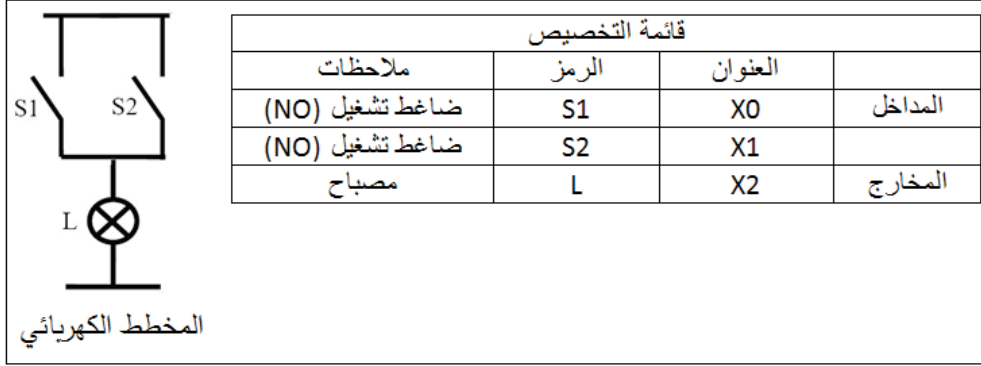 قائمة التخصيص
العنوان الرمز ملاحظات
المداخل X0 S1 ضاغط تشغيل (NO)
X1 S2 ضاغط تشغيل (NO)
المخارج X2 L مصباح
S1 S2
L
المخطط الكهربائي